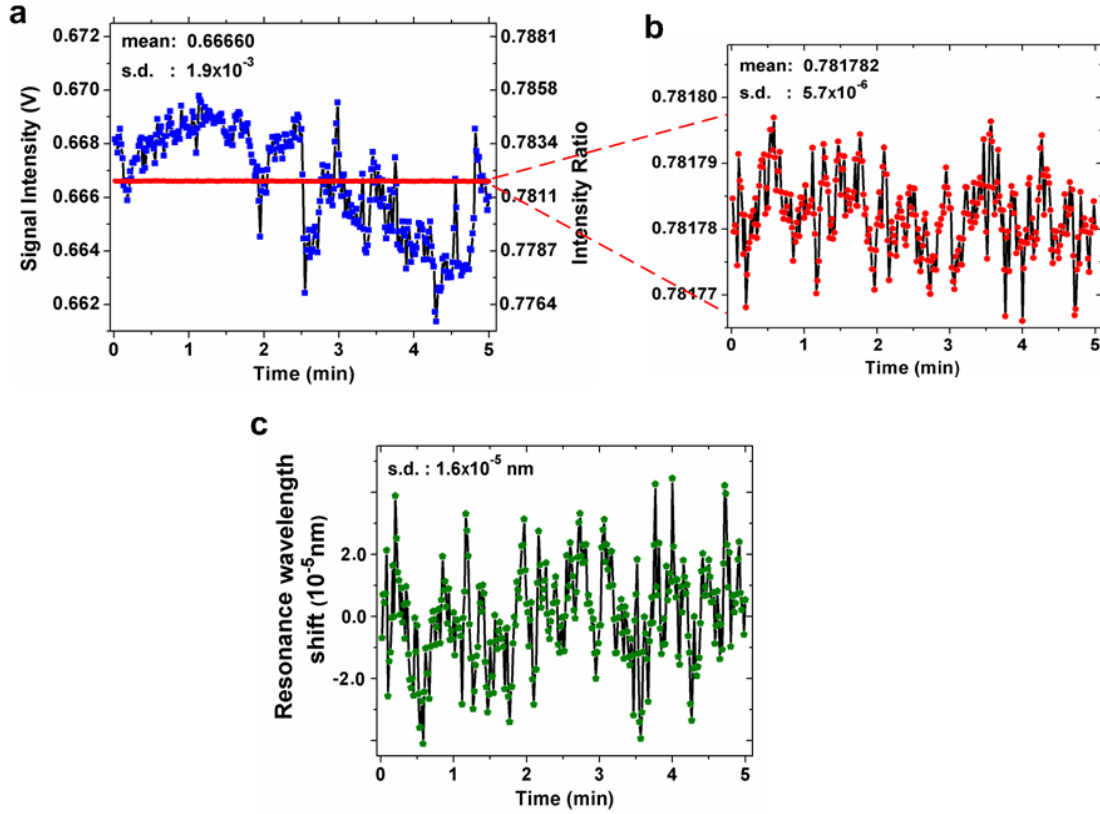 a
Signal Intensity (V)
0.672
0.670
0.668
0.666
0.664
0.662
mean: 0.66660
s.d. : 1.9x10⁻³
0.7881
0.7858
0.7834
0.7811
0.7787
0.7764
Intensity Ratio
0 1 2 3 4 5
Time (min)
b
0.78180
0.78179
0.78178
0.78177
mean: 0.781782
s.d. : 5.7x10⁻⁶
0 1 2 3 4 5
Time (min)
c
Resonance wavelength
shift (10⁻⁵nm)
2.0
0.0
-2.0
s.d. : 1.6x10⁻⁵ nm
0 1 2 3 4 5
Time (min)